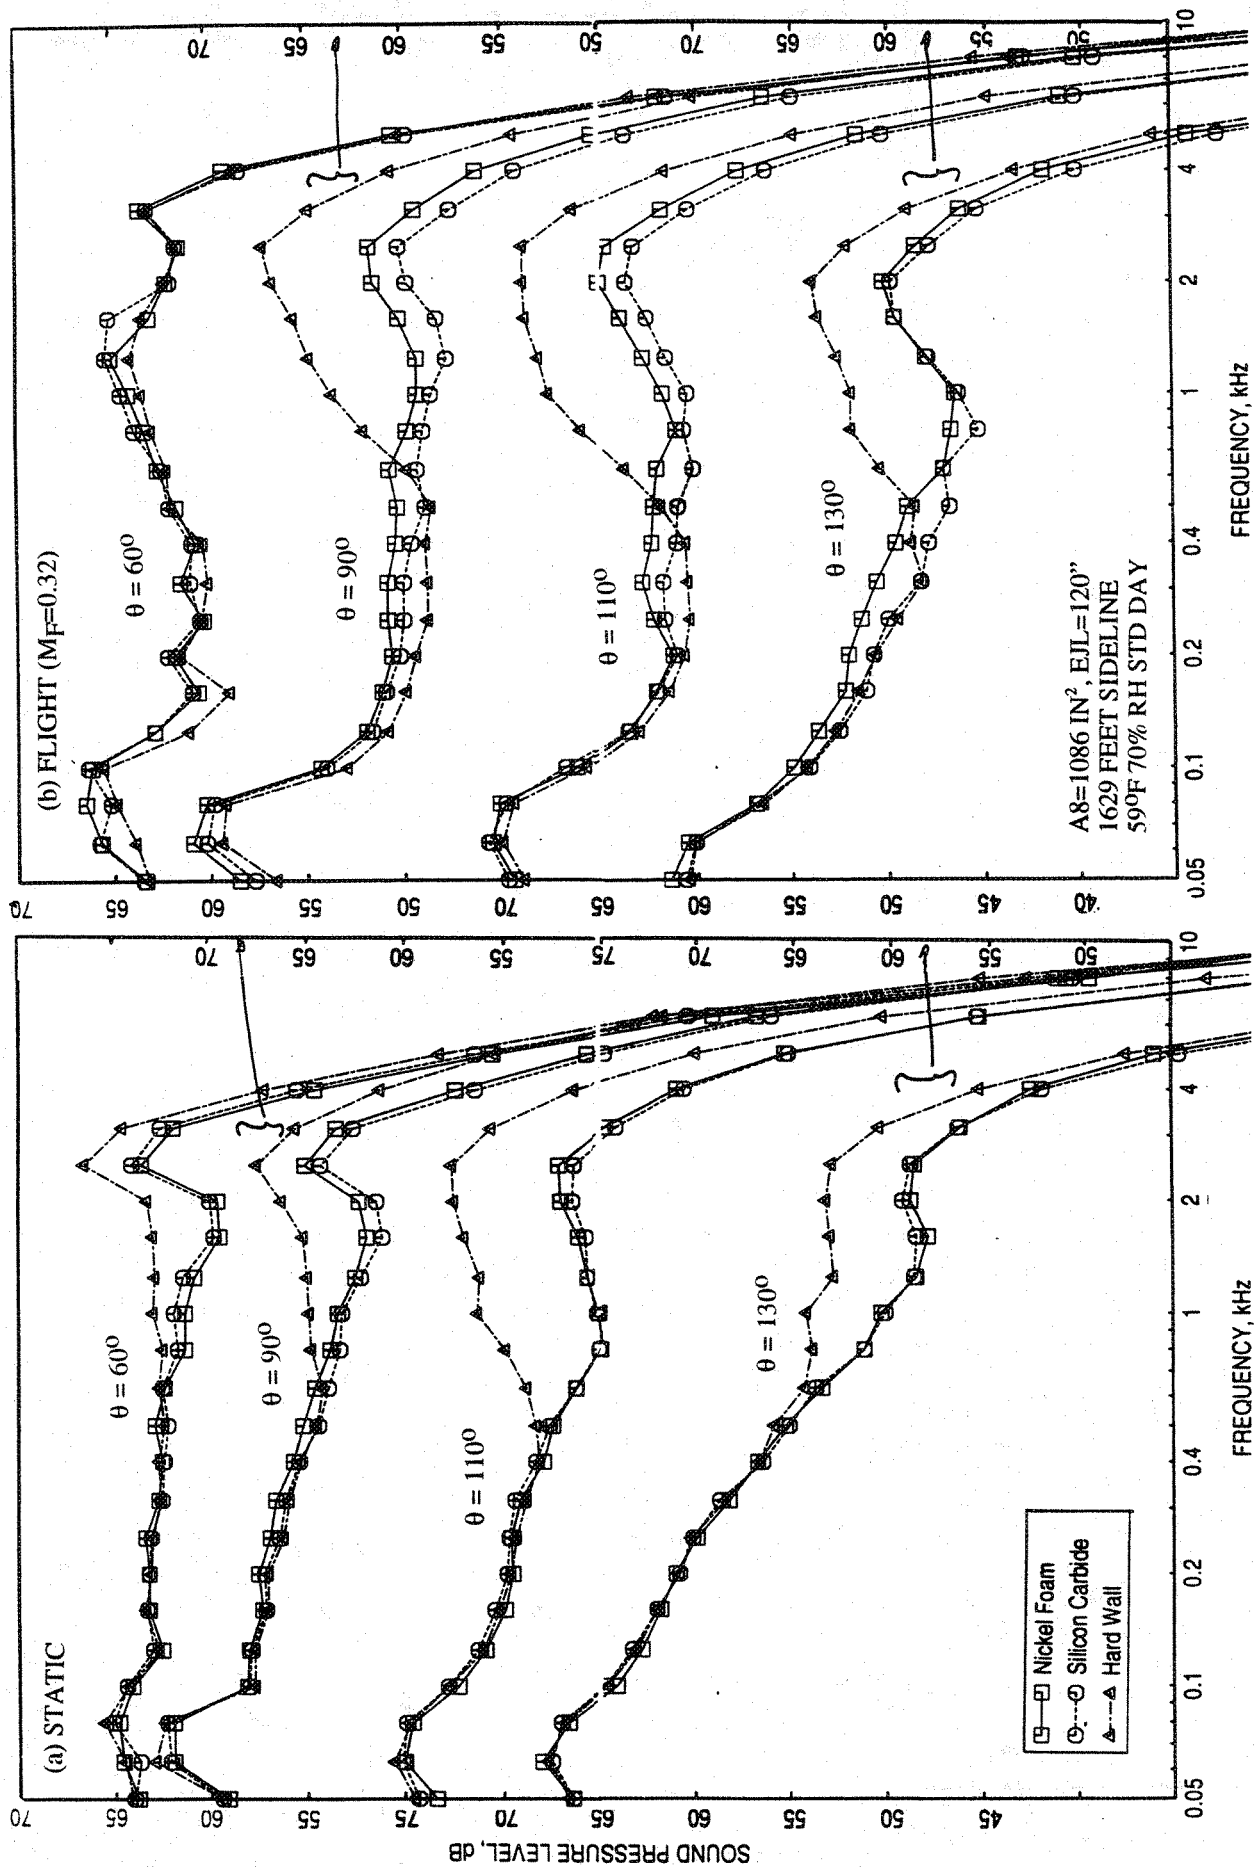 (a) STATIC
(b) FLIGHT (M_F=0.32)
SOUND PRESSURE LEVEL, dB
70
65
60
55
75
70
65
60
55
50
45
70
65
60
55
75
70
65
60
55
50
θ = 60°
θ = 90°
θ = 110°
θ = 130°
Nickel Foam
Silicon Carbide
Hard Wall
0.05 0.1 0.2 0.4 1 2 4 10
FREQUENCY, kHz
70
65
60
55
50
70
65
60
55
50
45
40
70
65
60
55
50
70
65
60
55
50
θ = 60°
θ = 90°
θ = 110°
θ = 130°
A8=1086 IN², EJL=120”
1629 FEET SIDELINE
59°F 70% RH STD DAY
0.05 0.1 0.2 0.4 1 2 4 10
FREQUENCY, kHz